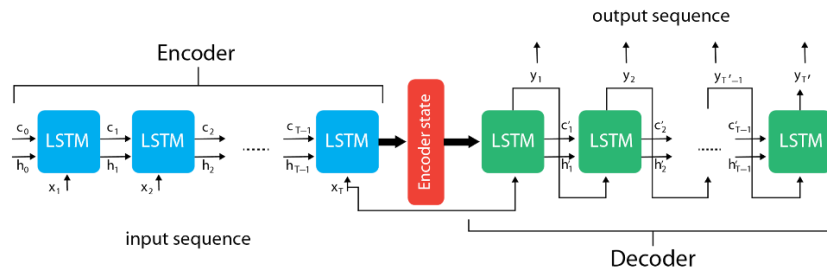 output sequence
Encoder
y1
y2
yT'-1
yT'
c0
c1
c2
cT-1
c'1
c'2
c'T-1
LSTM
LSTM
......
LSTM
Encoder state
LSTM
LSTM
......
LSTM
h0
h1
h2
hT-1
h'1
h'2
h'T-1
x1
x2
xT
input sequence
Decoder